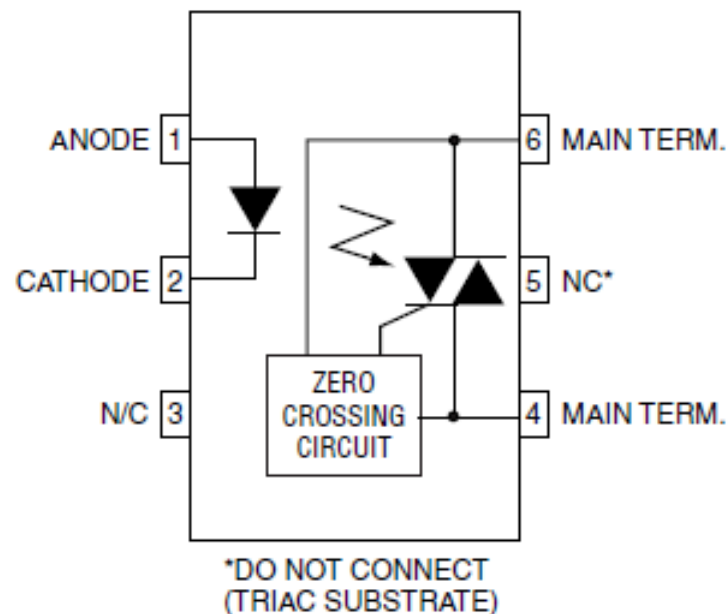 ANODE 1
6 MAIN TERM.
CATHODE 2
5 NC*
N/C 3
4 MAIN TERM.
ZERO
CROSSING
CIRCUIT
*DO NOT CONNECT
(TRIAC SUBSTRATE)